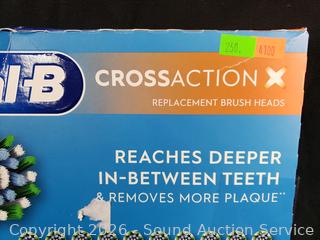 al-B
CROSSACTION X
REPLACEMENT BRUSH HEADS
REACHES DEEPER
IN-BETWEEN TEETH
& REMOVES MORE PLAQUE**
Copyright 2026 - Sound Auction Service